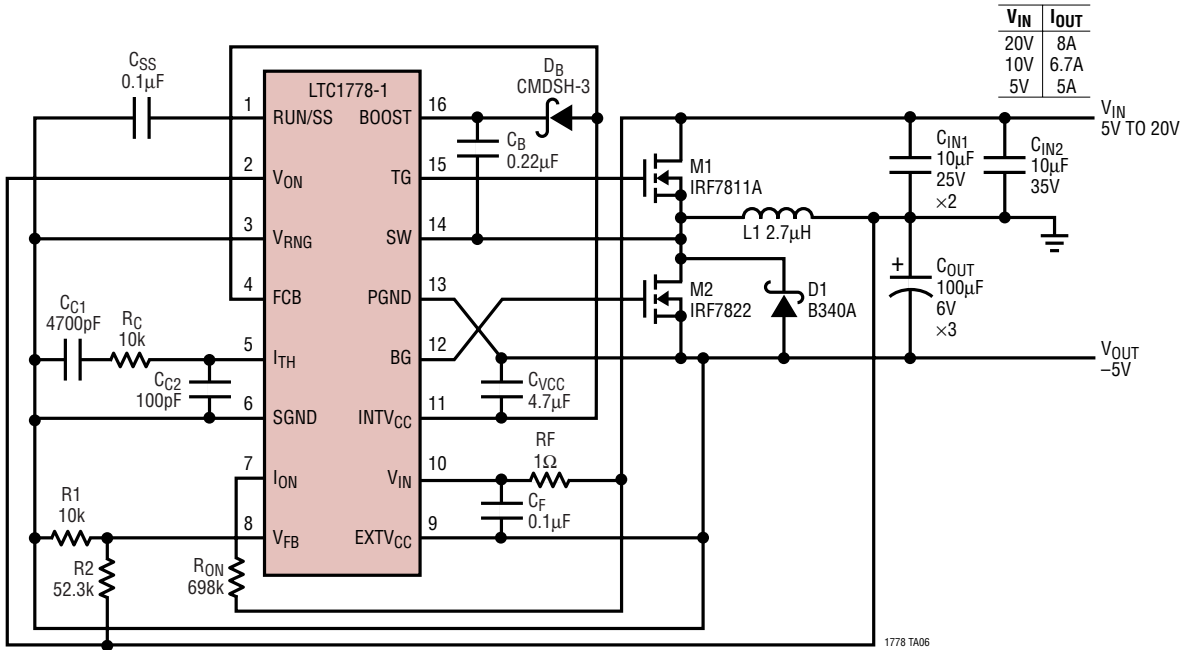 VIN IOUT
20V 8A
10V 6.7A
5V 5A
VIN
5V TO 20V
CSS
0.1µF
DB
CMDSH-3
LTC1778-1
1 RUN/SS BOOST 16
CB
0.22µF
CIN1
10µF
25V
×2
CIN2
10µF
35V
2 VON TG 15
M1
IRF7811A
3 VRNG SW 14
L1 2.7µH
4 FCB PGND 13
M2
IRF7822
D1
B340A
+
COUT
100µF
6V
×3
CC1
4700pF
RC
10k
5 ITH BG 12
VOUT
–5V
CC2
100pF
CVCC
4.7µF
6 SGND INTVCC 11
7 ION VIN 10
RF
1Ω
CF
0.1µF
R1
10k
8 VFB EXTVCC 9
R2
52.3k
RON
698k
1778 TA06